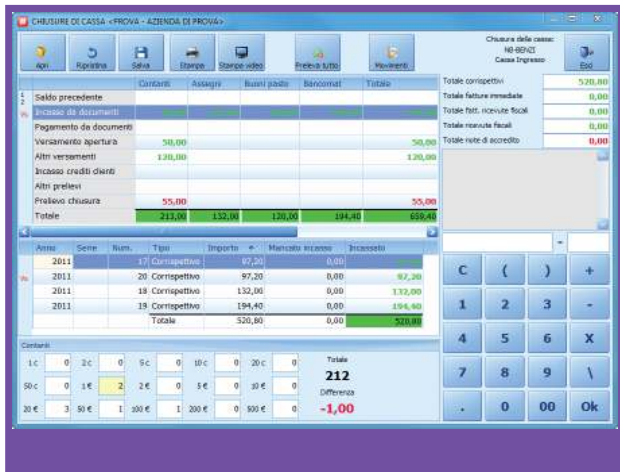 CHIUSURE DI CASSA <PROVA - AZIENDA DI PROVA>
Apri Ripristina Salva Stampa Stampa video Preleva tutto Movimenti Esci
Chiusura della cassa:
NB-BENZI
Cassa Ingresso
Contanti Assegni Buoni pasto Bancomat Totale
Saldo precedente
Incasso da documenti
Pagamento da documenti
Versamento apertura 50,00 50,00
Altri versamenti 120,00 120,00
Incasso crediti clienti
Altri prelievi
Prelievo chiusura 55,00 55,00
Totale 213,00 132,00 120,00 194,40 659,40
Totale corrispettivi 520,80
Totale fatture immediate 0,00
Totale fatt. ricevute fiscali 0,00
Totale ricevute fiscali 0,00
Totale note di accredito 0,00
Anno Serie Num. Tipo Importo Mancato incasso Incassato
2011 17 Corrispettivo 97,20 0,00
2011 20 Corrispettivo 97,20 0,00 97,20
2011 18 Corrispettivo 132,00 0,00 132,00
2011 19 Corrispettivo 194,40 0,00 194,40
Totale 520,80 0,00 520,80
Contanti
1 c 0 2 c 0 5 c 0 10 c 0 20 c 0
50 c 0 1 € 2 2 € 0 5 € 0 10 € 0
20 € 3 50 € 1 100 € 1 200 € 0 500 € 0
Totale
212
Differenza
-1,00
C ( ) +
1 2 3 -
4 5 6 X
7 8 9 \
. 0 00 Ok